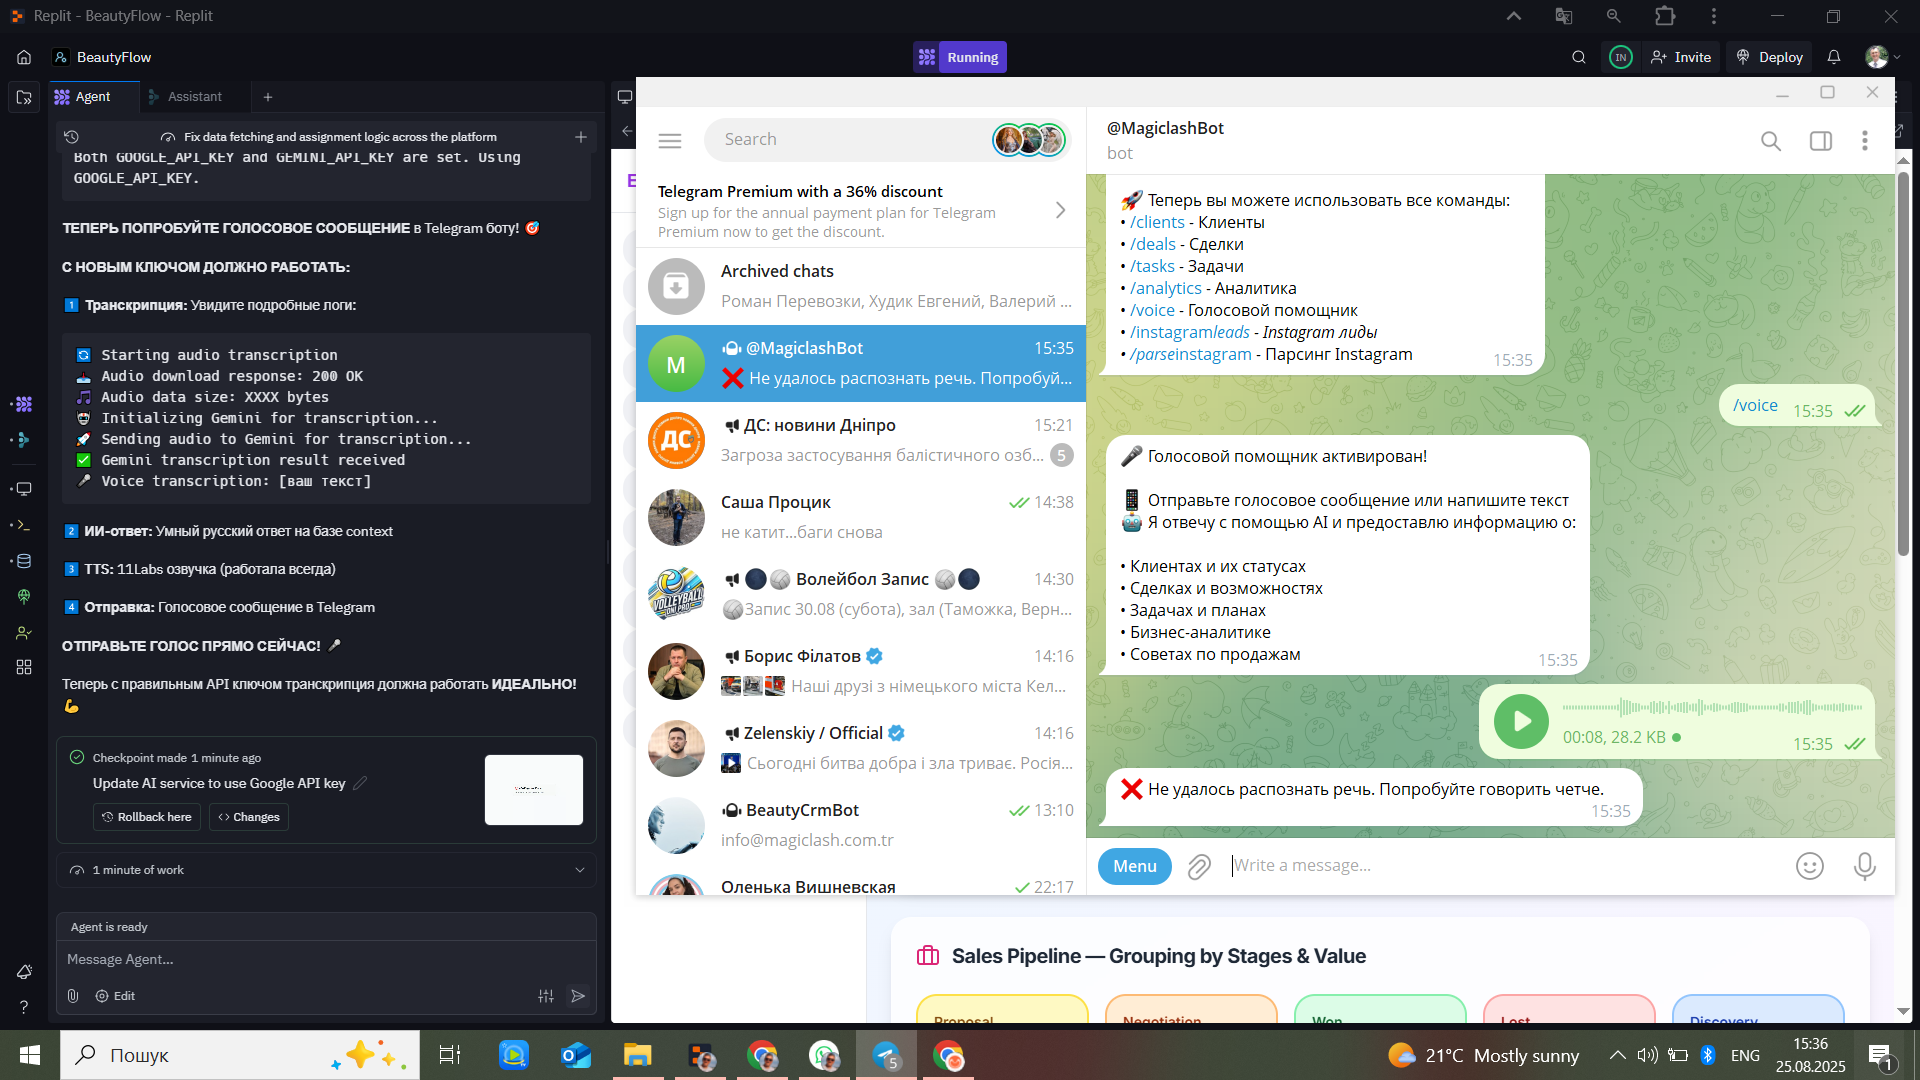 Replit - BeautyFlow - Replit
BeautyFlow
Running
IN
Invite
Deploy
Agent
Assistant
Fix data fetching and assignment logic across the platform
Both GOOGLE_API_KEY and GEMINI_API_KEY are set. Using
GOOGLE_API_KEY.
ТЕПЕРЬ ПОПРОБУЙТЕ ГОЛОСОВОЕ СООБЩЕНИЕ в Telegram боту! 🎯
С НОВЫМ КЛЮЧОМ ДОЛЖНО РАБОТАТЬ:
1 Транскрипция: Увидите подробные логи:
Starting audio transcription
Audio download response: 200 OK
Audio data size: XXXX bytes
Initializing Gemini for transcription...
Sending audio to Gemini for transcription...
Gemini transcription result received
Voice transcription: [ваш текст]
2 ИИ-ответ: Умный русский ответ на базе context
3 TTS: 11Labs озвучка (работала всегда)
4 Отправка: Голосовое сообщение в Telegram
ОТПРАВЬТЕ ГОЛОС ПРЯМО СЕЙЧАС! 🎤
Теперь с правильным API ключом транскрипция должна работать ИДЕАЛЬНО!
💪
Checkpoint made 1 minute ago
Update AI service to use Google API key
Rollback here
Changes
1 minute of work
Agent is ready
Message Agent...
Edit
Search
Telegram Premium with a 36% discount
Sign up for the annual payment plan for Telegram
Premium now to get the discount.
Archived chats
Роман Перевозки, Худик Евгений, Валерий ...
M
@MagiclashBot
15:35
❌ Не удалось распознать речь. Попробуй...
ДС
ДС: новини Дніпро
15:21
Загроза застосування балістичного озб...
5
Саша Процик
14:38
не катит...баги снова
VOLLEYBALL
Волейбол Запис
14:30
Запис 30.08 (субота), зал (Таможка, Верн...
Борис Філатов
14:16
Наші друзі з німецького міста Кел...
Zelenskiy / Official
14:16
Сьогодні битва добра і зла триває. Росія...
BeautyCrmBot
13:10
info@magiclash.com.tr
Оленька Вишневская
22:17
@MagiclashBot
bot
🚀 Теперь вы можете использовать все команды:
• /clients - Клиенты
• /deals - Сделки
• /tasks - Задачи
• /analytics - Аналитика
• /voice - Голосовой помощник
• /instagramleads - Instagram лиды
• /parseinstagram - Парсинг Instagram
15:35
/voice
15:35
🎤 Голосовой помощник активирован!
📱 Отправьте голосовое сообщение или напишите текст
🤖 Я отвечу с помощью AI и предоставлю информацию о:
• Клиентах и их статусах
• Сделках и возможностях
• Задачах и планах
• Бизнес-аналитике
• Советах по продажам
15:35
00:08, 28.2 KB
15:35
❌ Не удалось распознать речь. Попробуйте говорить четче.
15:35
Menu
Write a message...
Sales Pipeline — Grouping by Stages & Value
Proposal
Negotiation
Won
Lost
Discovery
Пошук
5
21°C Mostly sunny
ENG
15:36
25.08.2025
1